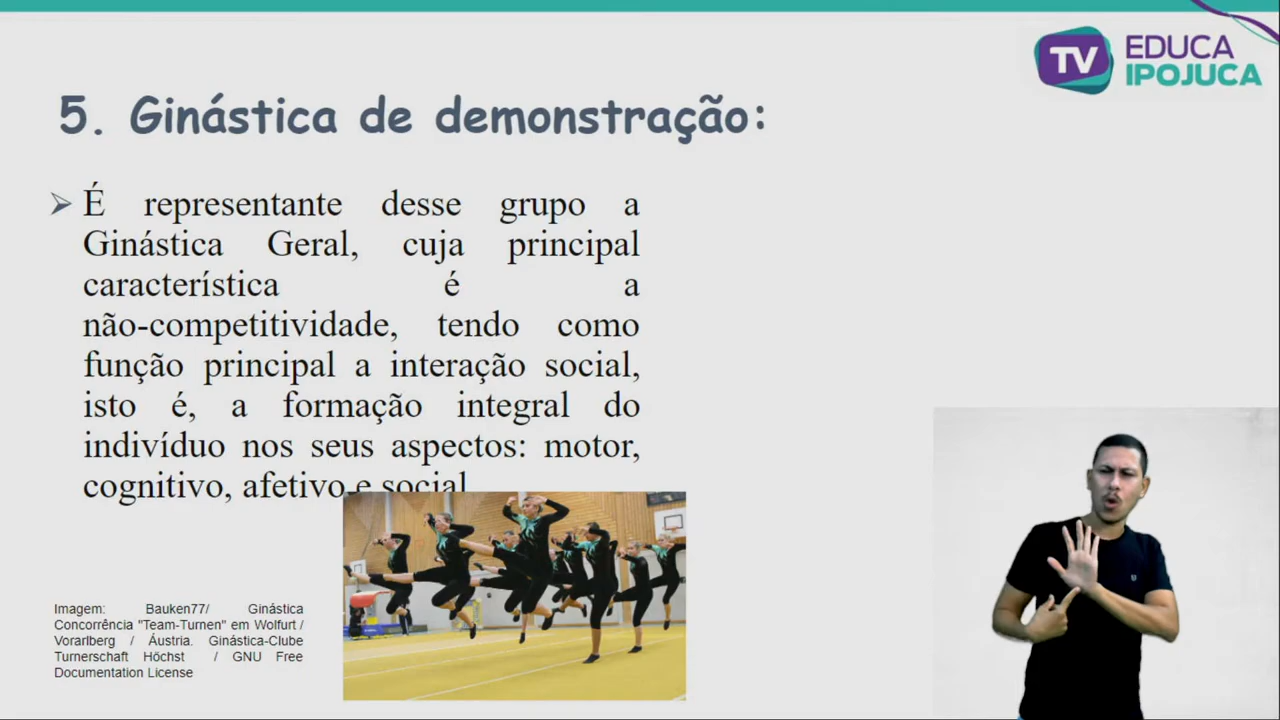 TV EDUCA
IPOJUCA
5. Ginástica de demonstração:
➢ É representante desse grupo a
Ginástica Geral, cuja principal
característica é a
não-competitividade, tendo como
função principal a interação social,
isto é, a formação integral do
indivíduo nos seus aspectos: motor,
cognitivo, afetivo e social
Imagem: Bauken77/ Ginástica
Concorrência "Team-Turnen" em Wolfurt /
Vorarlberg / Áustria. Ginástica-Clube
Turnerschaft Höchst / GNU Free
Documentation License